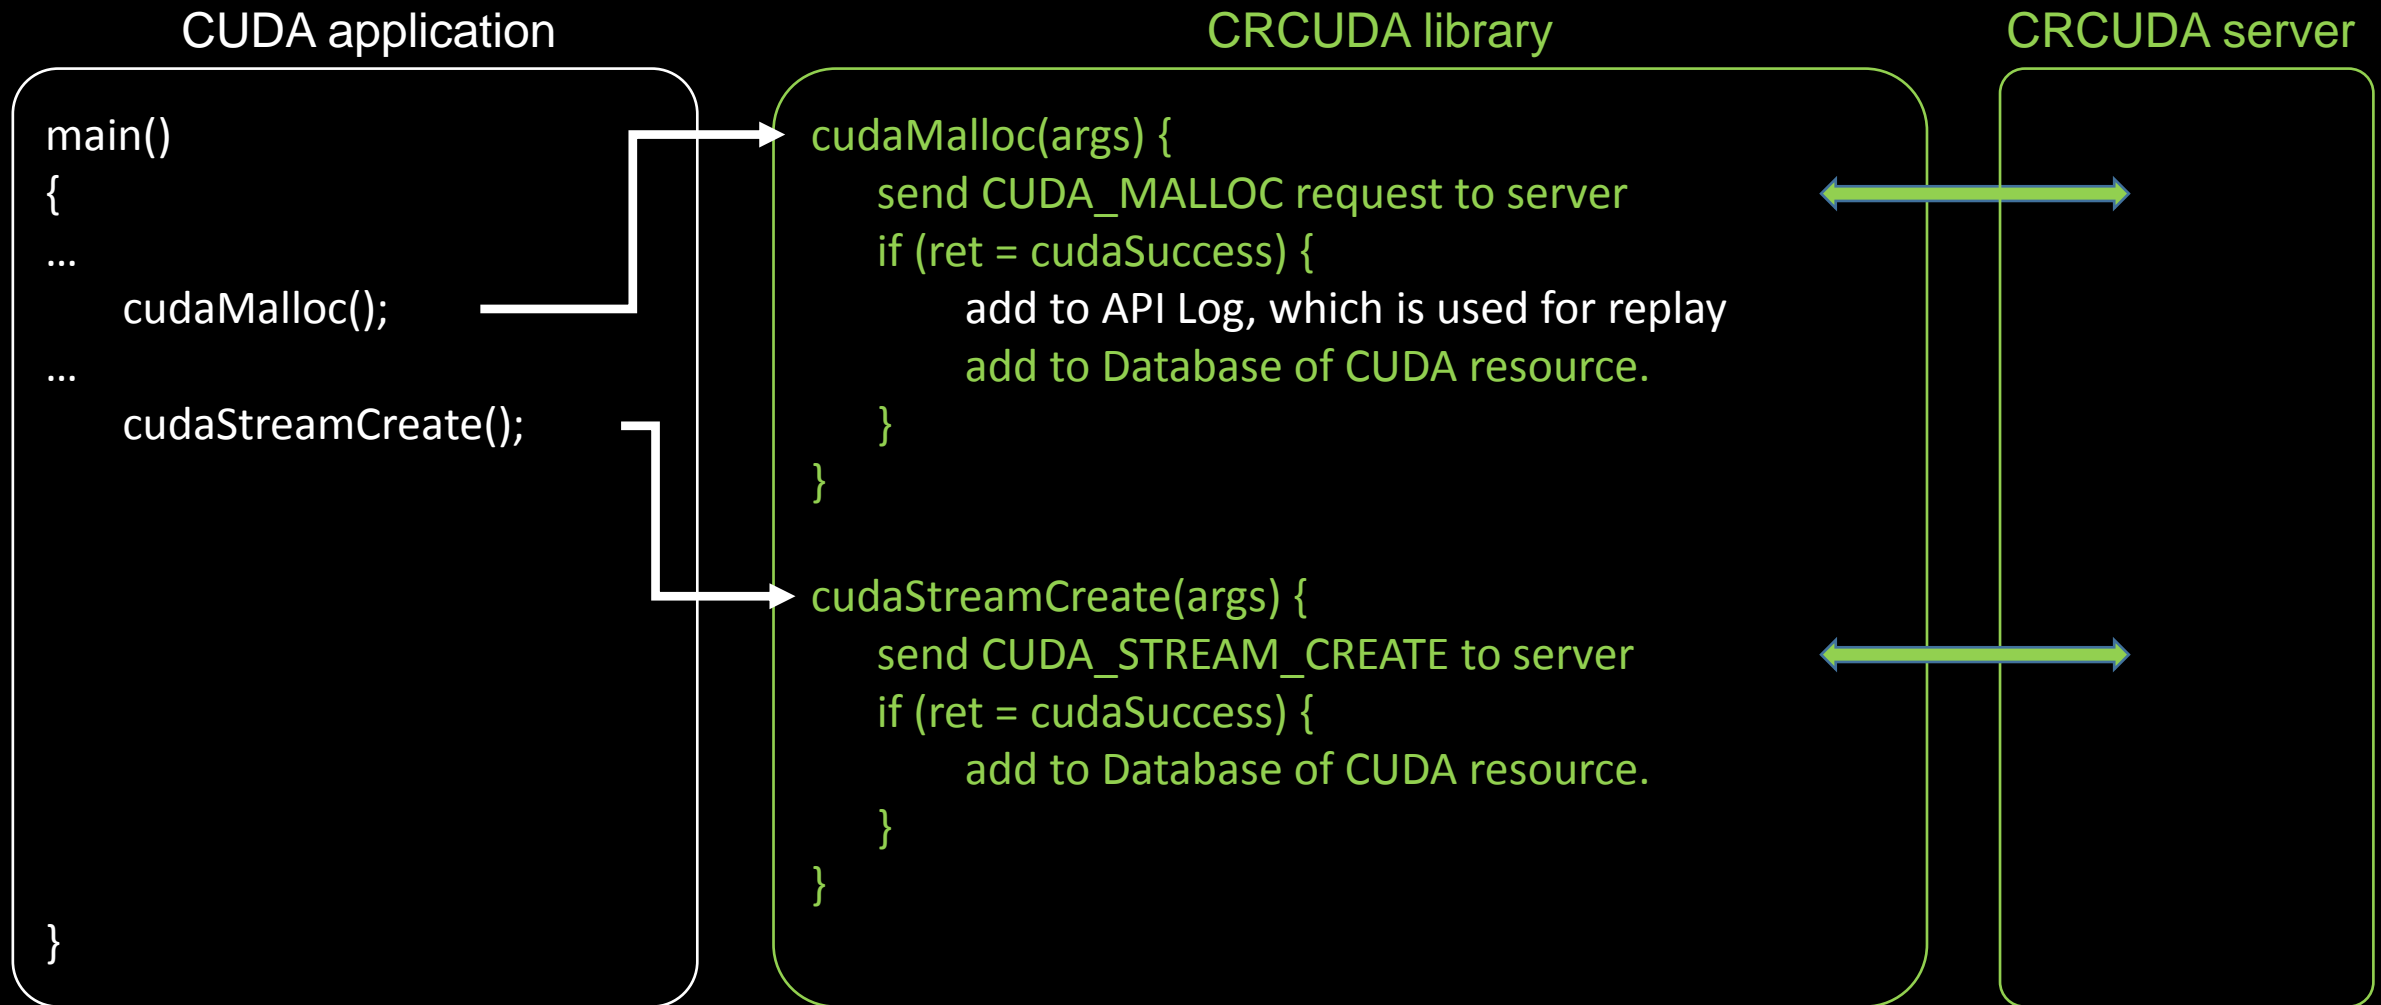 CUDA application
main()
{
...
cudaMalloc();
...
cudaStreamCreate();
}
CRCUDA library
cudaMalloc(args) {
send CUDA_MALLOC request to server
if (ret = cudaSuccess) {
add to API Log, which is used for replay
add to Database of CUDA resource.
}
}
cudaStreamCreate(args) {
send CUDA_STREAM_CREATE to server
if (ret = cudaSuccess) {
add to Database of CUDA resource.
}
}
CRCUDA server